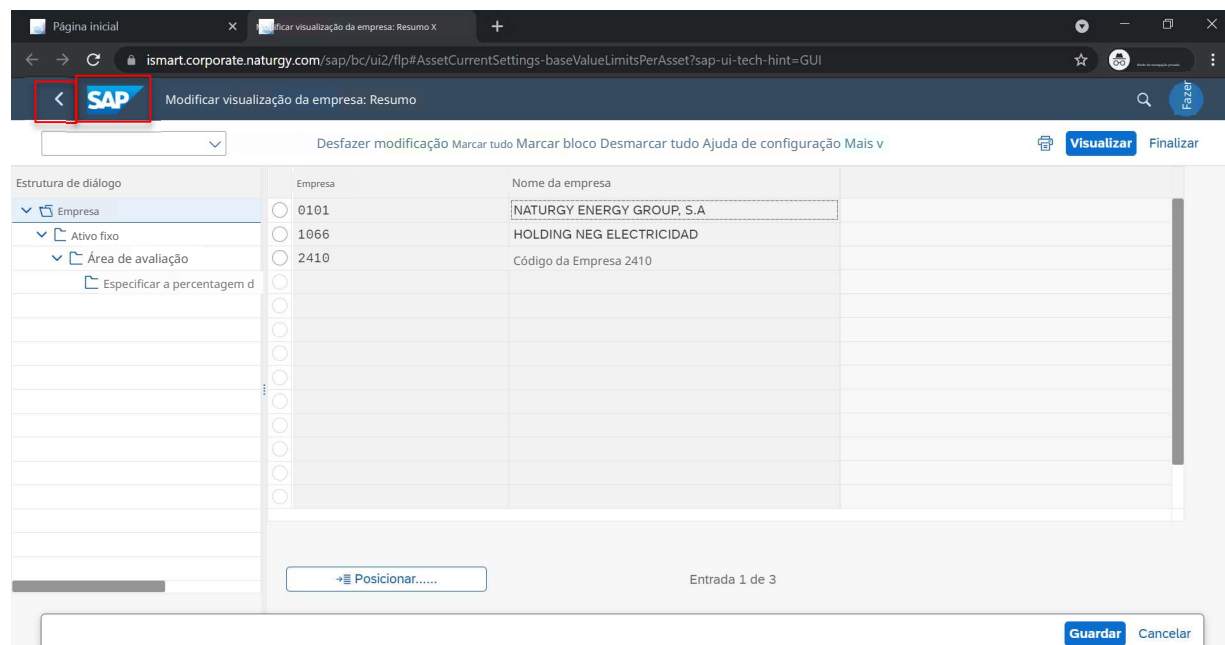 Página inicial
ificar visualização da empresa: Resumo X
ismart.corporate.naturgy.com/sap/bc/ui2/flp#AssetCurrentSettings-baseValueLimitsPerAsset?sap-ui-tech-hint=GUI
SAP Modificar visualização da empresa: Resumo Fazer
Desfazer modificação Marcar tudo Marcar bloco Desmarcar tudo Ajuda de configuração Mais v Visualizar Finalizar
Estrutura de diálogo Empresa Nome da empresa
Empresa 0101 NATURGY ENERGY GROUP, S.A
Ativo fixo 1066 HOLDING NEG ELECTRICIDAD
Área de avaliação 2410 Código da Empresa 2410
Especificar a percentagem d
Posicionar...... Entrada 1 de 3
Guardar Cancelar